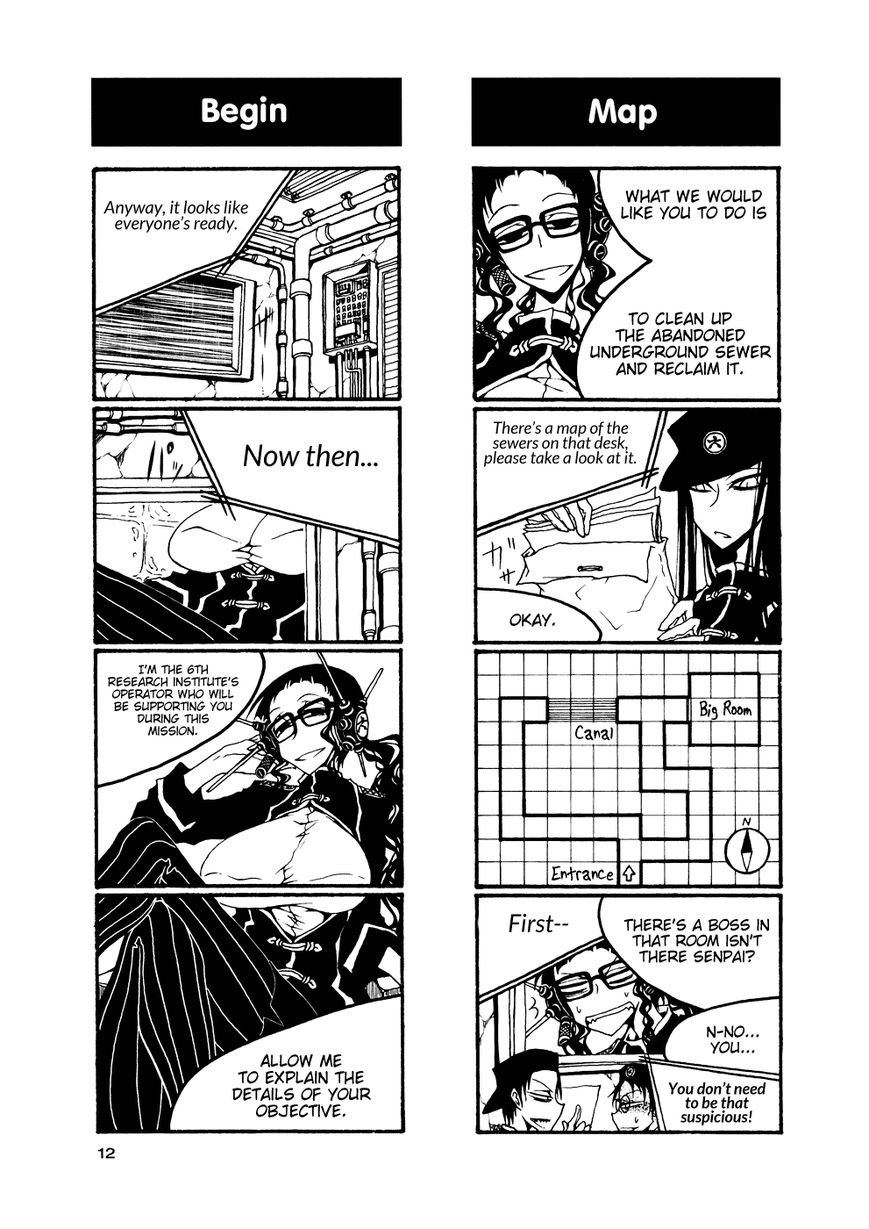 Map
WHAT WE WOULD
LIKE YOU TO DO IS
TO CLEAN UP
THE ABANDONED
UNDERGROUND SEWER
AND RECLAIM IT.
There's a map of the
sewers on that desk,
please take a look at it.
六
ガ
サ
OKAY.
Big Room
Canal
N
Entrance
First--
THERE'S A BOSS IN
THAT ROOM ISN'T
THERE SENPAI?
N-NO...
YOU...
You don't need
to be that
suspicious!
Begin
Anyway, it looks like
everyone's ready.
Now then...
I'M THE 6TH
RESEARCH INSTITUTE'S
OPERATOR WHO WILL
BE SUPPORTING YOU
DURING THIS
MISSION.
ALLOW ME
TO EXPLAIN THE
DETAILS OF YOUR
OBJECTIVE.
12